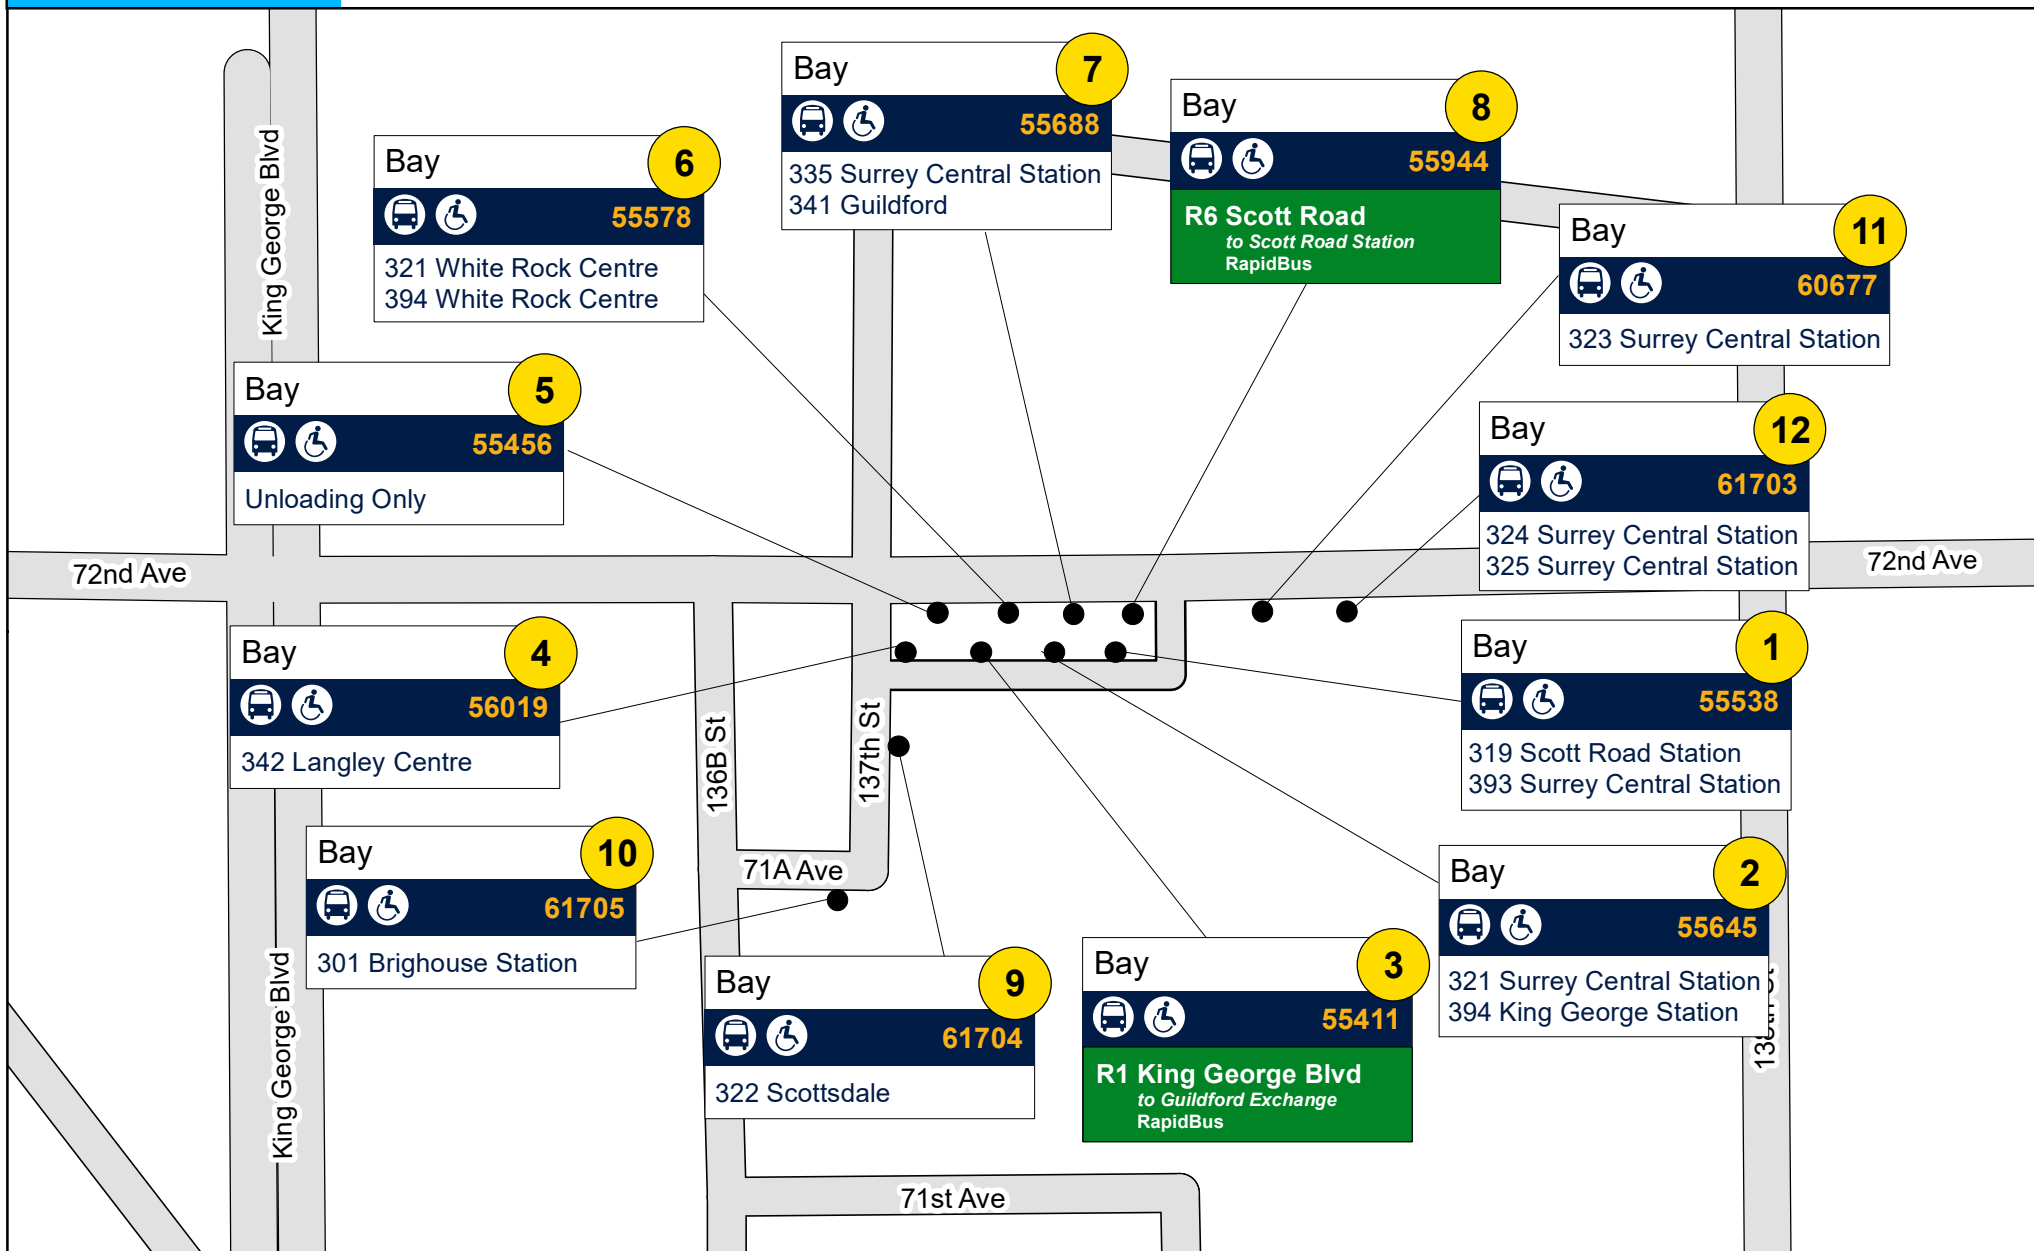 Bay 7
55688
335 Surrey Central Station
341 Guildford
Bay 8
55944
R6 Scott Road
to Scott Road Station
RapidBus
Bay 6
55578
321 White Rock Centre
394 White Rock Centre
Bay 11
60677
323 Surrey Central Station
King George Blvd
Bay 5
55456
Unloading Only
Bay 12
61703
324 Surrey Central Station
325 Surrey Central Station
72nd Ave
72nd Ave
Bay 4
56019
342 Langley Centre
Bay 1
55538
319 Scott Road Station
393 Surrey Central Station
136B St
137th St
71A Ave
Bay 10
61705
301 Brighouse Station
Bay 2
55645
321 Surrey Central Station
394 King George Station
Bay 9
61704
322 Scottsdale
Bay 3
55411
R1 King George Blvd
to Guildford Exchange
RapidBus
King George Blvd
71st Ave